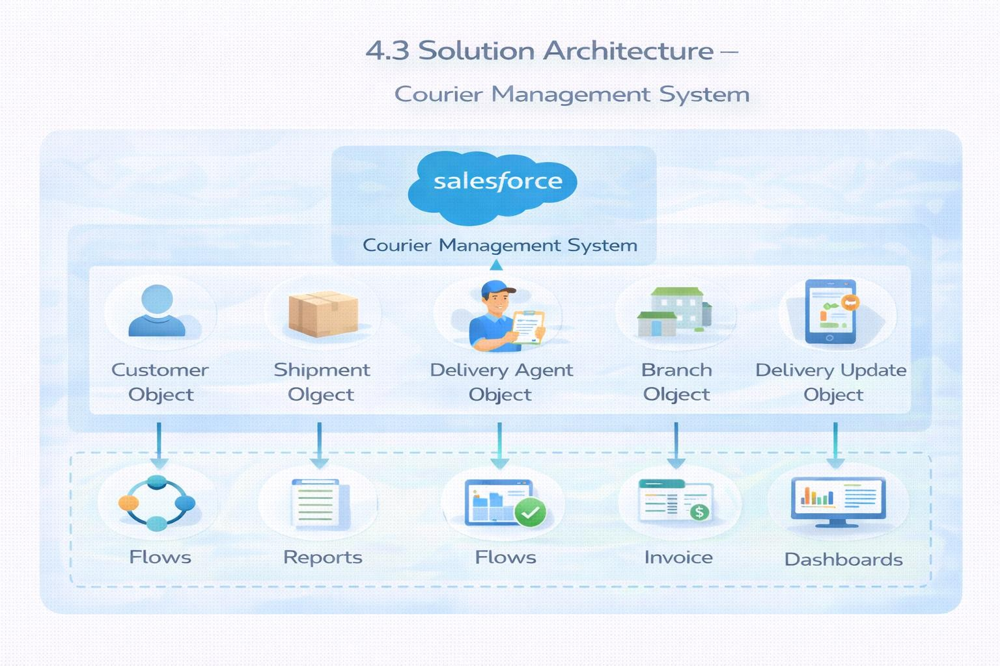 4.3 Solution Architecture –
Courier Management System
salesforce
Courier Management System
Customer Object
Shipment Olgect
Delivery Agent Object
Branch Olgject
Delivery Update Object
Flows
Reports
Flows
Invoice
$
Dashboards